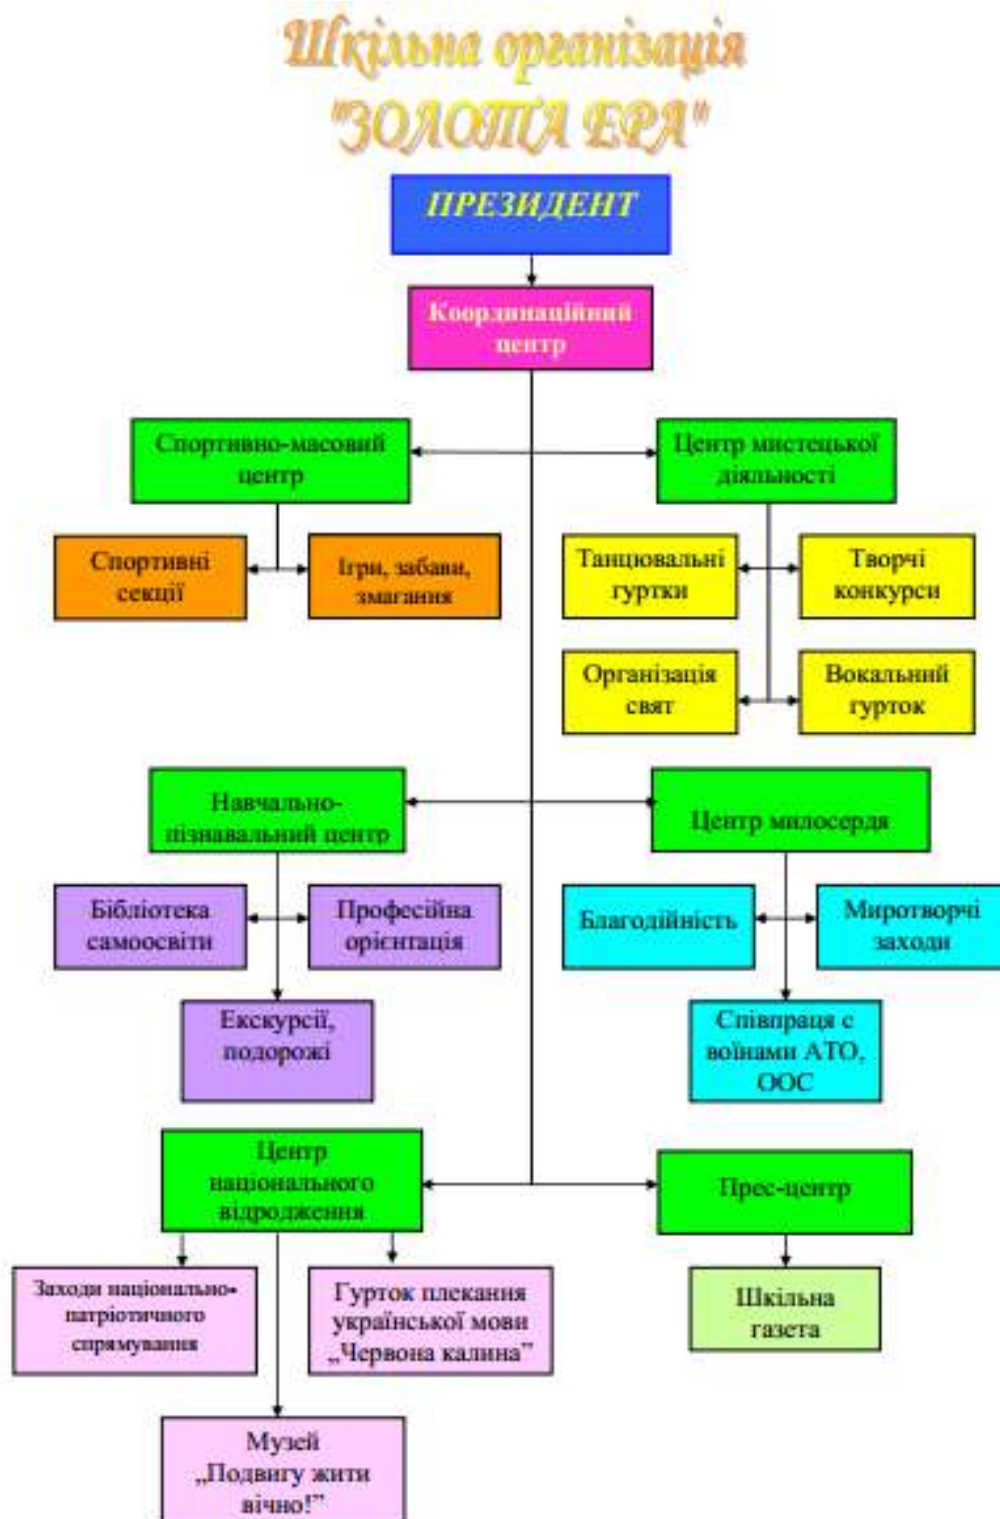 Шкільна організація
"ЗОЛОТА ЕРА"
ПРЕЗИДЕНТ
Координаційний
центр
Спортивно-масовий
центр
Центр мистецької
діяльності
Спортивні
секції
Ігри, забави,
змагання
Танцювальні
гуртки
Творчі
конкурси
Організація
свят
Вокальний
гурток
Навчально-
пізнавальний центр
Центр милосердя
Бібліотека
самоосвіти
Професійна
орієнтація
Благодійність
Миротворчі
заходи
Екскурсії,
подорожі
Співпраця с
воїнами АТО,
ООС
Центр
національного
відродження
Прес-центр
Заходи національно-
патріотичного
спрямування
Гурток плекання
української мови
„Червона калина”
Шкільна
газета
Музей
„Подвигу жити
вічно!”